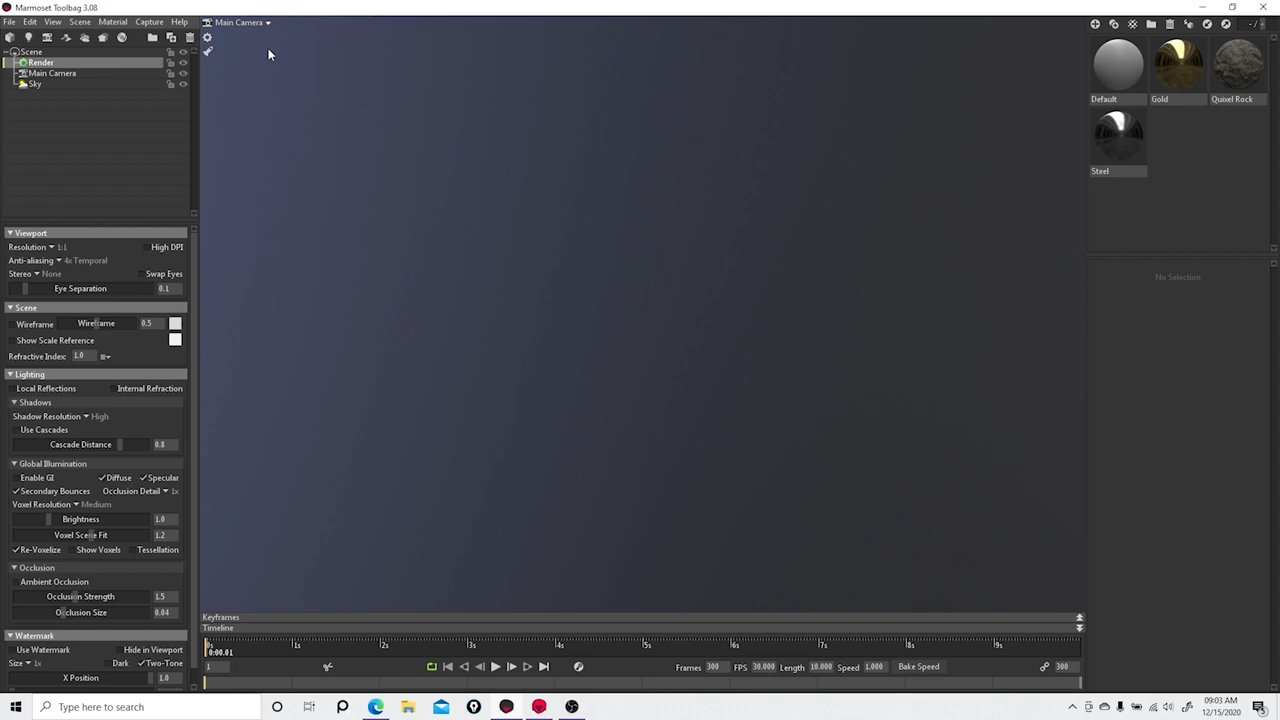 Marmoset Toolbag 3.08
File Edit View Scene Material Capture Help
Main Camera
Scene
Render
Main Camera
Sky
Default Gold Quixel Rock
Steel
No Selection
Viewport
Resolution 1:1 High DPI
Anti-aliasing 4x Temporal
Stereo None Swap Eyes
Eye Separation 0.1
Scene
Wireframe Wireframe 0.5
Show Scale Reference
Refractive Index: 1.0
Lighting
Local Reflections Internal Refraction
Shadows
Shadow Resolution High
Use Cascades
Cascade Distance 0.8
Global Illumination
Enable GI Diffuse Specular
Secondary Bounces Occlusion Detail 1x
Voxel Resolution Medium
Brightness 1.0
Voxel Scene Fit 1.2
Re-Voxelize Show Voxels Tessellation
Occlusion
Ambient Occlusion
Occlusion Strength 1.5
Occlusion Size 0.04
Watermark
Use Watermark Hide in Viewport
Size 1x Dark Two-Tone
X Position 1.0
Keyframes
Timeline
1s 2s 3s 4s 5s 6s 7s 8s 9s
0:00.01
1 Frames 300 FPS 30.000 Length 10.000 Speed 1.000 Bake Speed 300
Type here to search
09:03 AM
12/15/2020